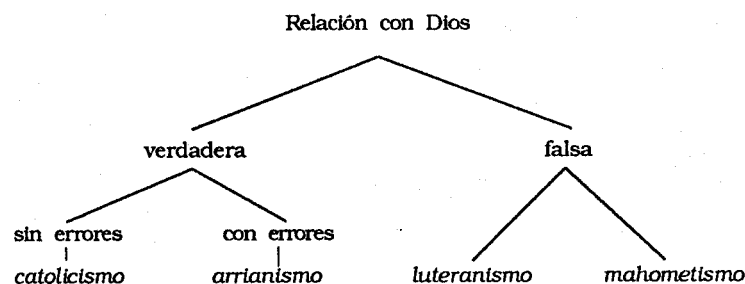 Relación con Dios
verdadera falsa
sin errores con errores
catolicismo arrianismo luteranismo mahometismo